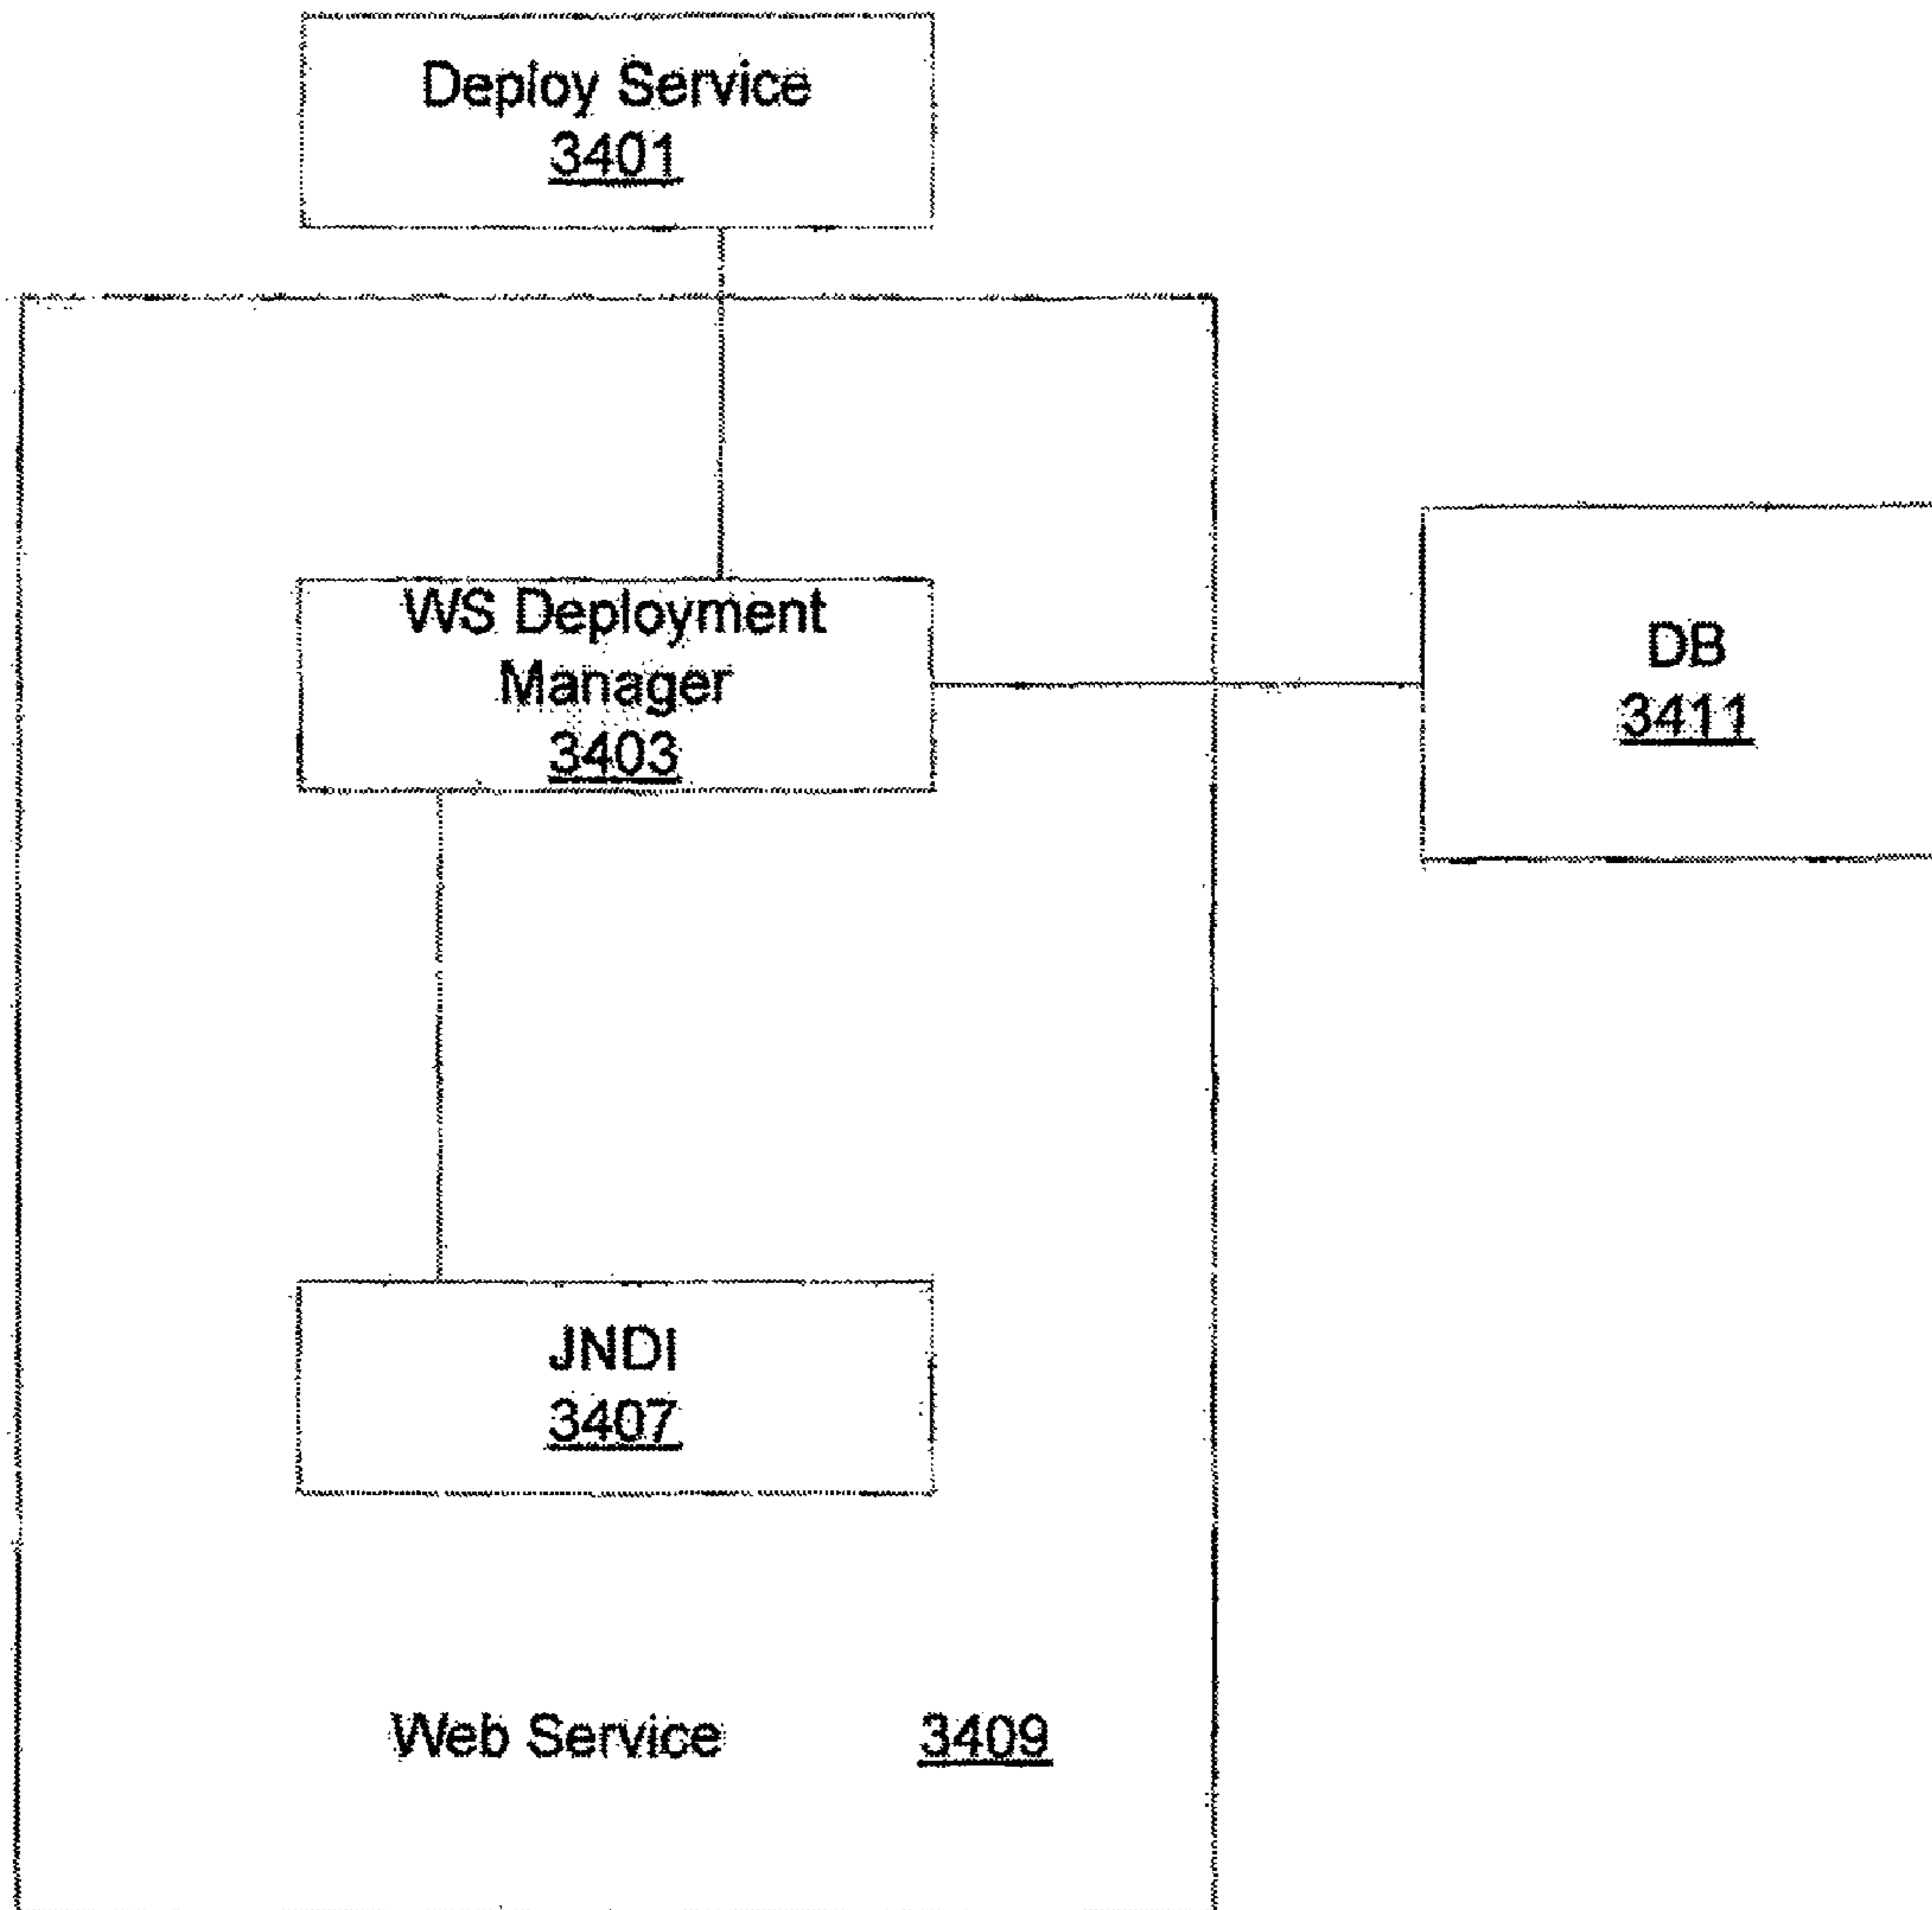 Deploy Service
3401
WS Deployment
Manager
3403
DB
3411
JNDI
3407
Web Service 3409